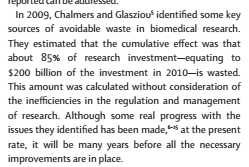 reported can be addressed.
In 2009, Chalmers and Glasziou⁵ identified some key
sources of avoidable waste in biomedical research.
They estimated that the cumulative effect was that
about 85% of research investment—equating to
$200 billion of the investment in 2010—is wasted.
This amount was calculated without consideration of
the inefficiencies in the regulation and management
of research. Although some real progress with the
issues they identified has been made,⁶⁻¹⁵ at the present
rate, it will be many years before all the necessary
improvements are in place.